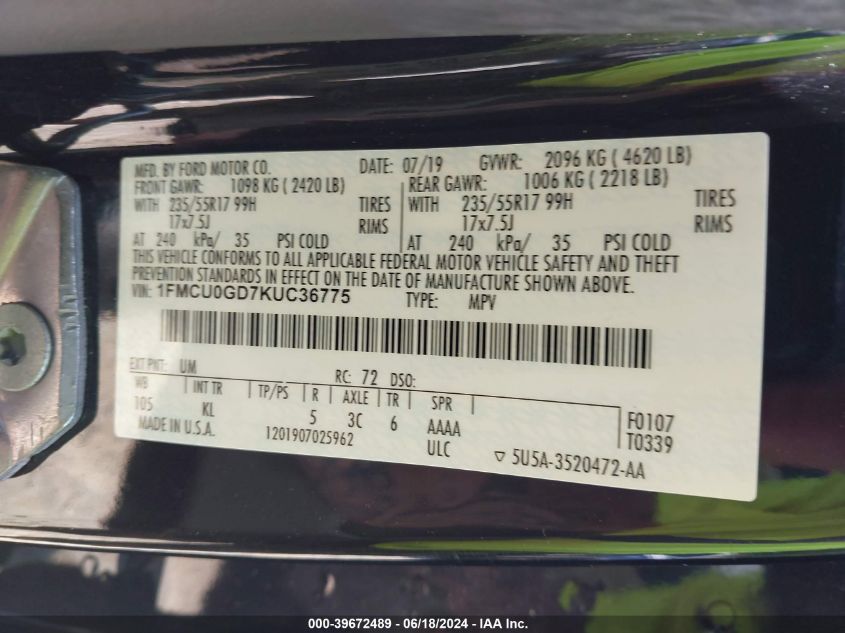 MFD. BY FORD MOTOR CO. DATE: 07/19 GVWR: 2096 KG ( 4620 LB)
FRONT GAWR: 1098 KG ( 2420 LB) REAR GAWR: 1006 KG ( 2218 LB)
WITH 235/55R17 99H TIRES WITH 235/55R17 99H TIRES
17x7.5J RIMS 17x7.5J RIMS
AT 240 kPa/ 35 PSI COLD AT 240 kPa/ 35 PSI COLD
THIS VEHICLE CONFORMS TO ALL APPLICABLE FEDERAL MOTOR VEHICLE SAFETY AND THEFT
PREVENTION STANDARDS IN EFFECT ON THE DATE OF MANUFACTURE SHOWN ABOVE.
VIN: 1FMCU0GD7KUC36775 TYPE: MPV
EXT PNT: UM RC: 72 DSO:
WB INT TR TP/PS R AXLE TR SPR
105 KL 5 3C 6 AAAA F0107
MADE IN U.S.A. 1201907025962 ULC T0339
▽ 5U5A-3520472-AA
000-39672489 - 06/18/2024 - IAA Inc.